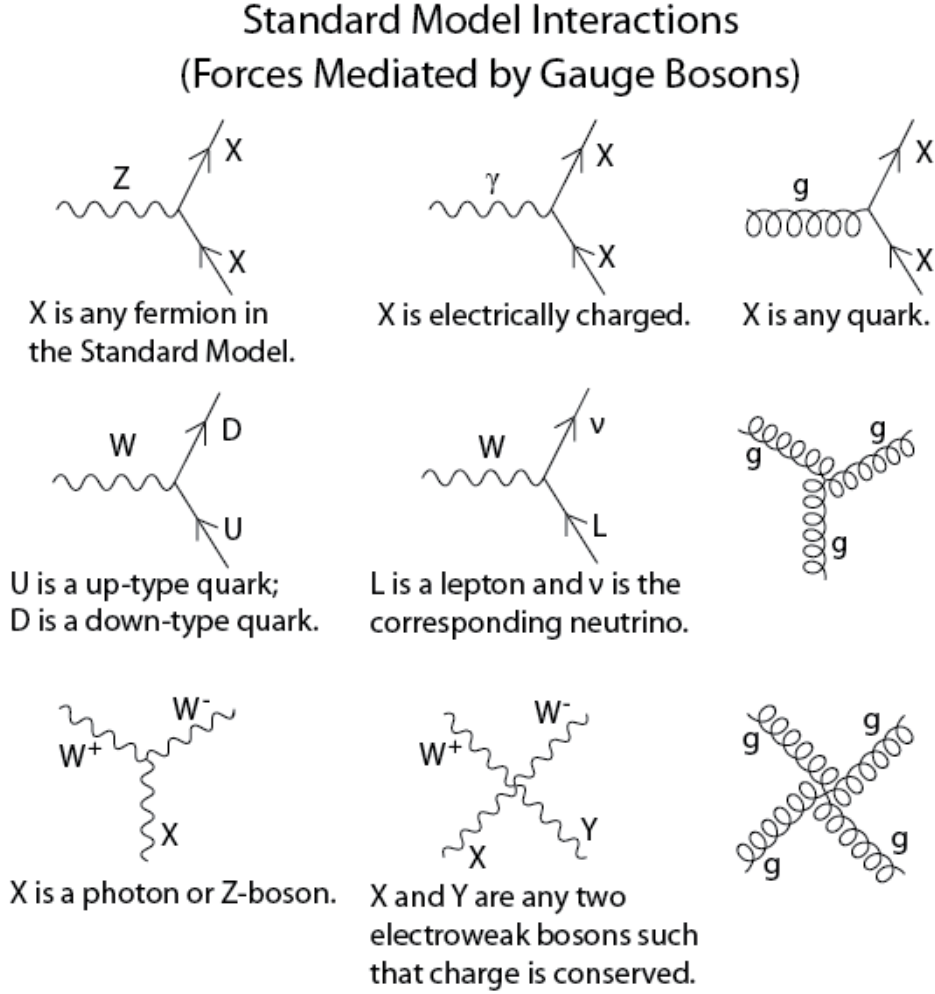 Standard Model Interactions
(Forces Mediated by Gauge Bosons)
Z
X
X
X is any fermion in
the Standard Model.
γ
X
X
X is electrically charged.
g
X
X
X is any quark.
W
D
U
U is a up-type quark;
D is a down-type quark.
W
ν
L
L is a lepton and ν is the
corresponding neutrino.
g
g
g
W⁺
W⁻
X
X is a photon or Z-boson.
W⁺
W⁻
X
Y
X and Y are any two
electroweak bosons such
that charge is conserved.
g
g
g
g